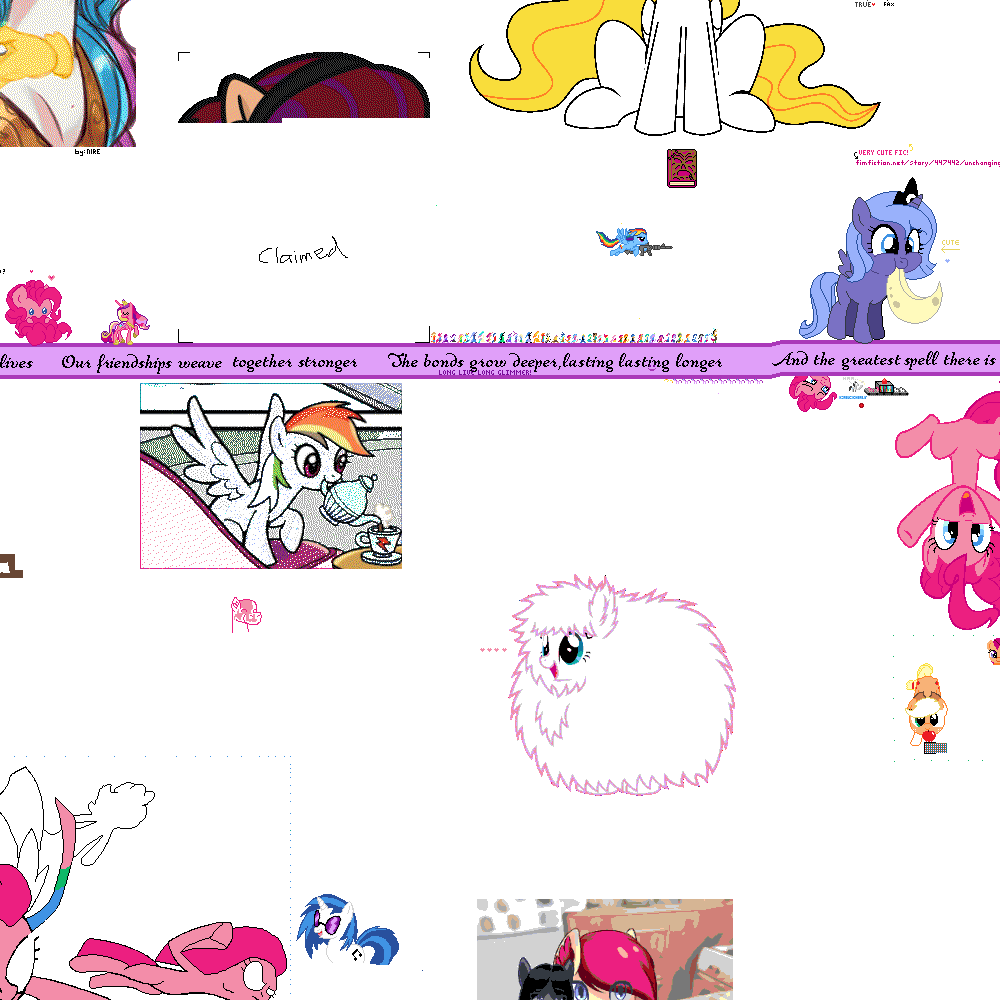 TRUE♥ FAX
by:NIRE
VERY CUTE FIC!
fimfiction.net/story/447442/unchanging
Claimed
CUTE
lives Our friendships weave together stronger The bonds grow deeper,lasting lasting longer And the greatest spell there is
LONG LIVE LONG GLIMMER!